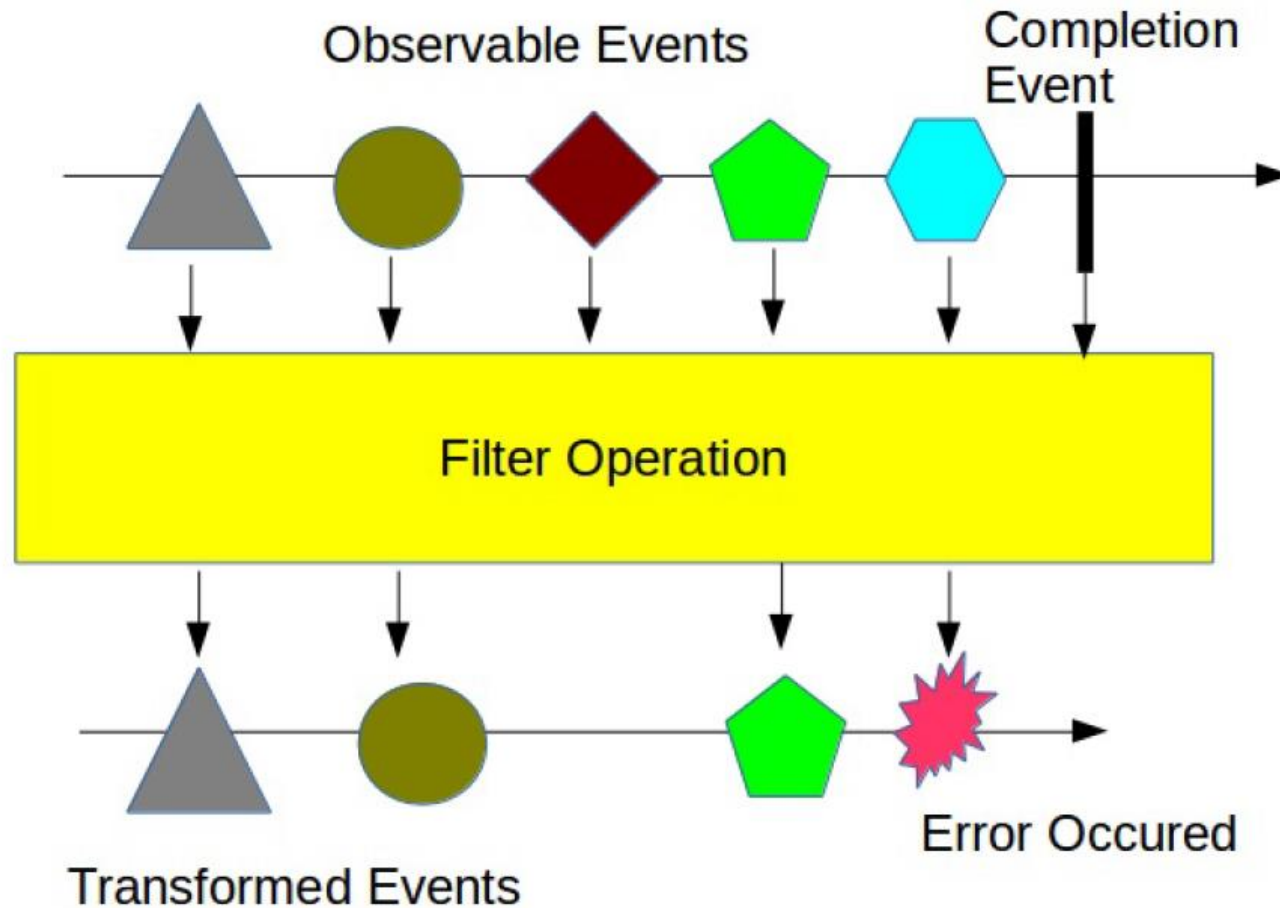 Observable Events
Completion
Event
Filter Operation
Error Occured
Transformed Events